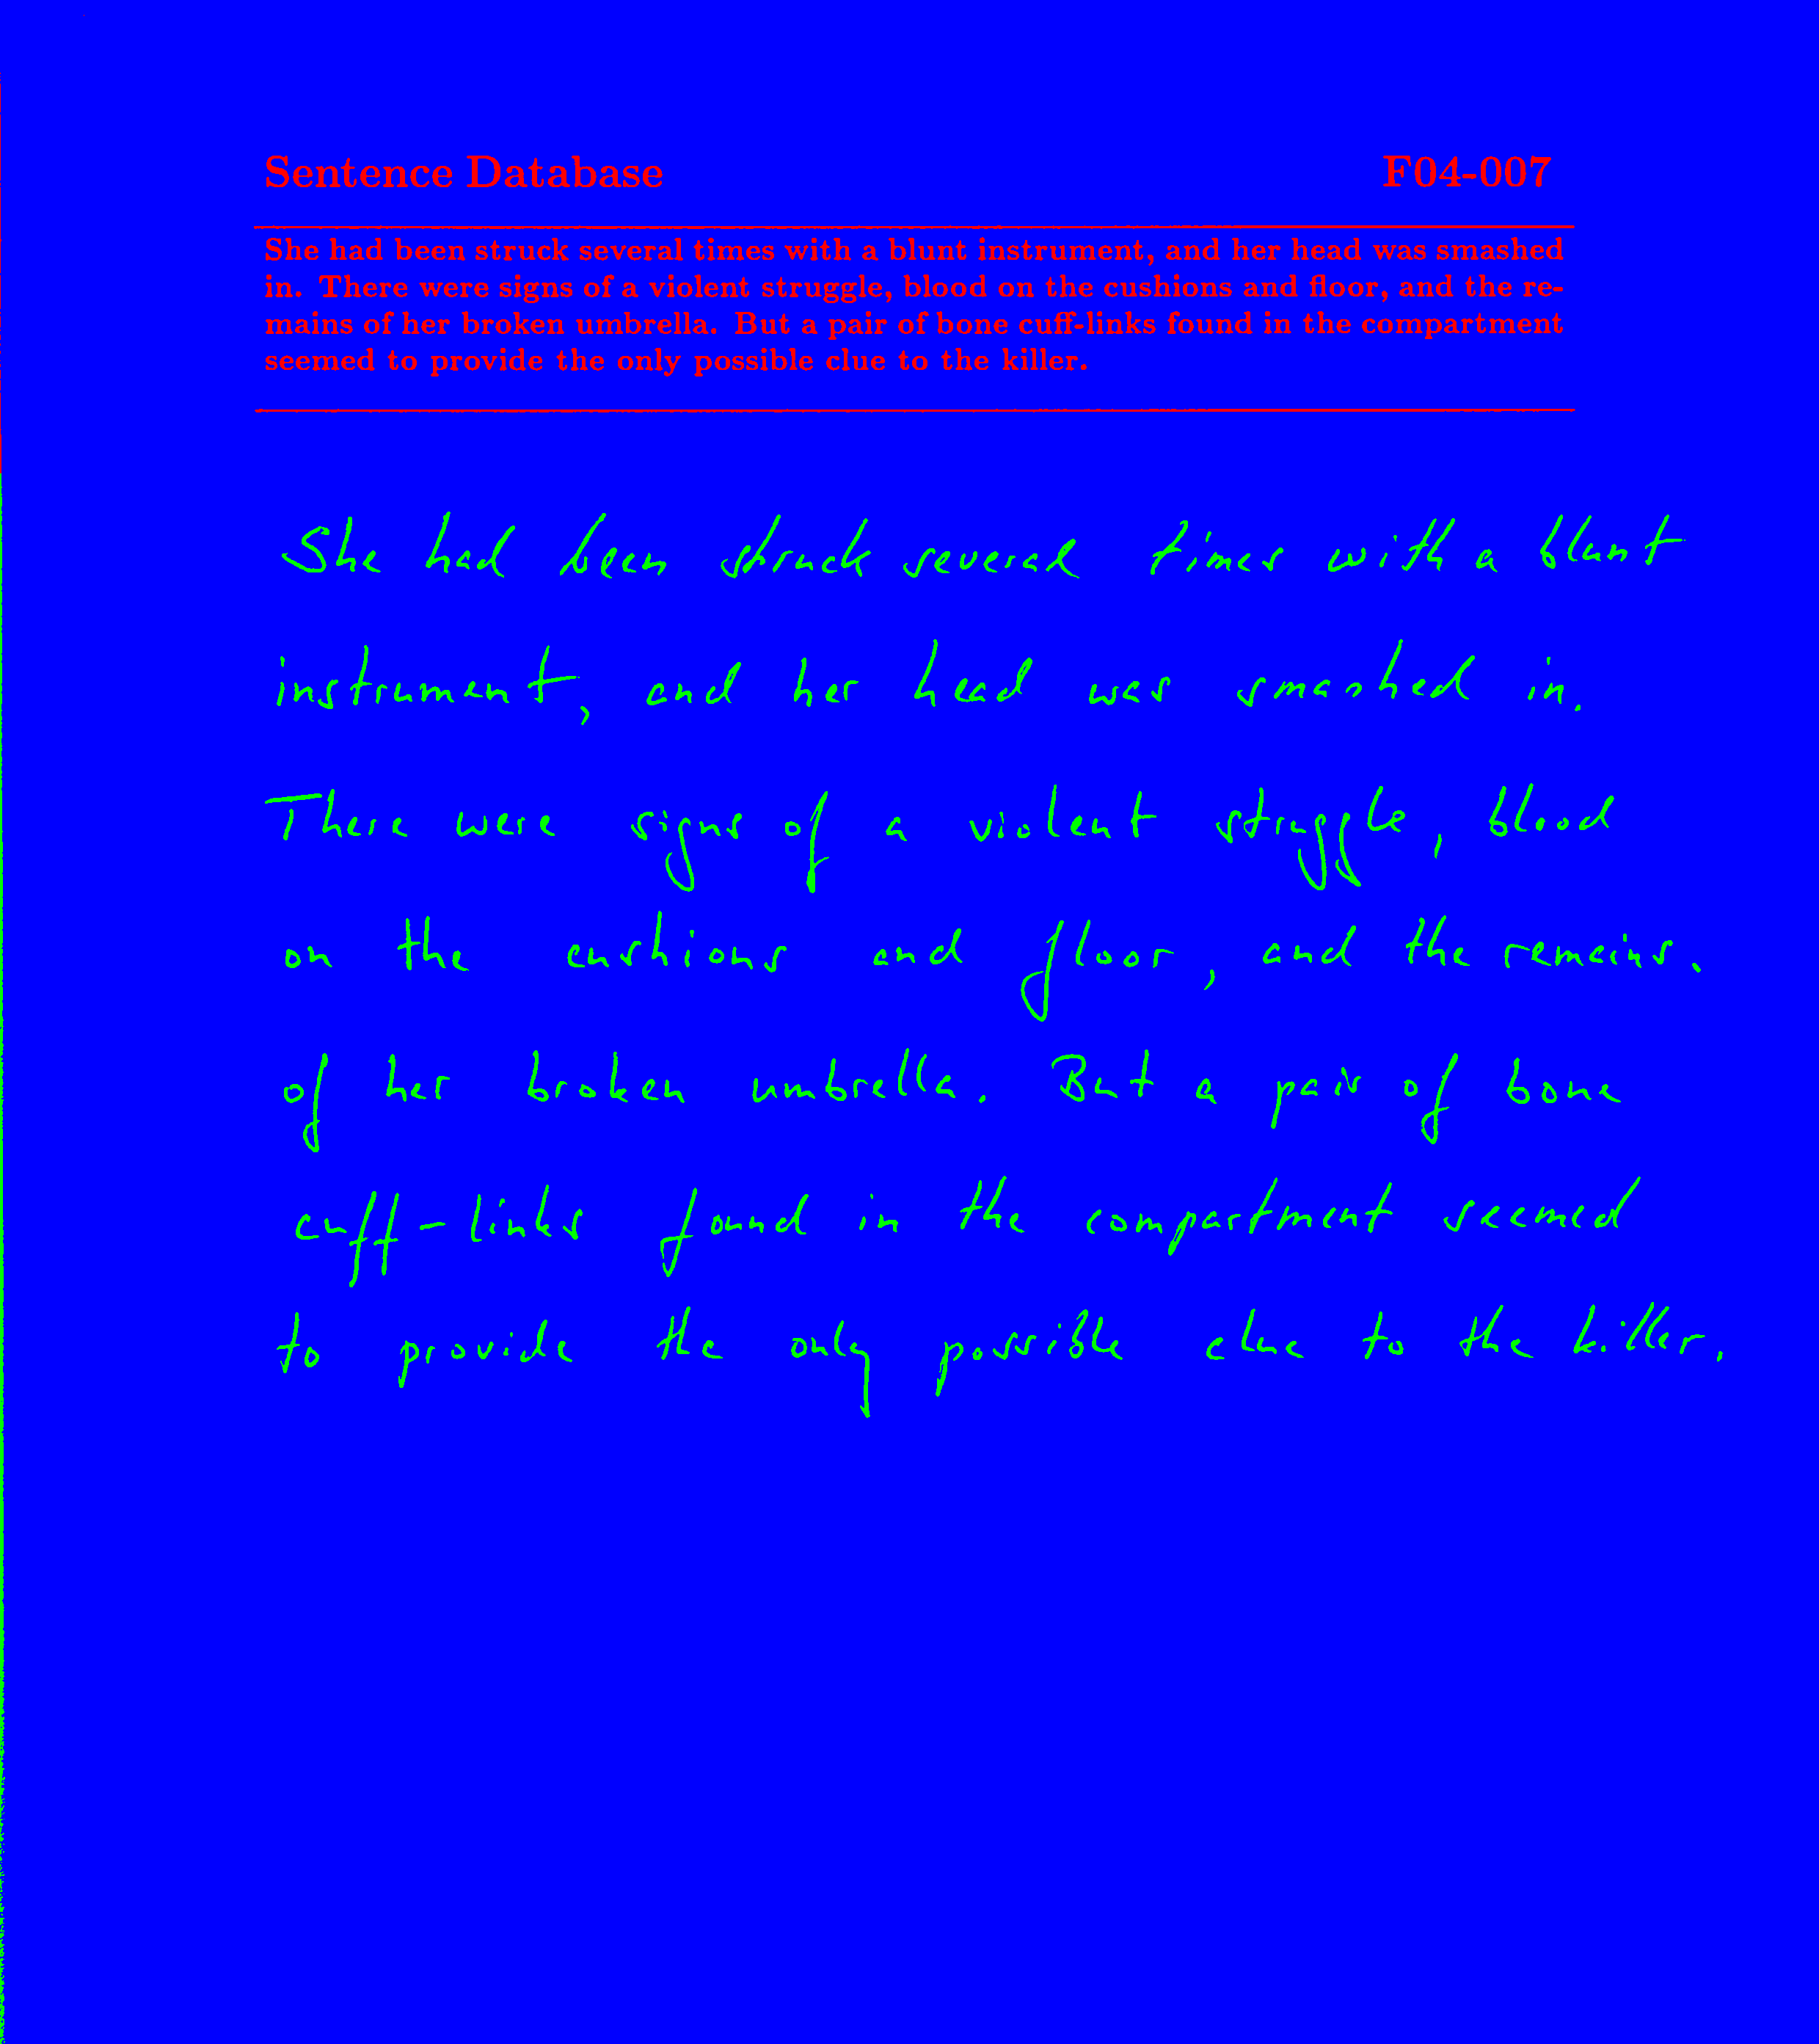 Sentence Database F04-007
She had been struck several times with a blunt instrument, and her head was smashed
in. There were signs of a violent struggle, blood on the cushions and floor, and the re-
mains of her broken umbrella. But a pair of bone cuff-links found in the compartment
seemed to provide the only possible clue to the killer.
She had been struck several times with a blunt
instrument, and her head was smashed in.
There were signs of a violent struggle, blood
on the cushions and floor, and the remains.
of her broken umbrella. But a pair of bone
cuff-links found in the compartment seemed
to provide the only possible clue to the killer.